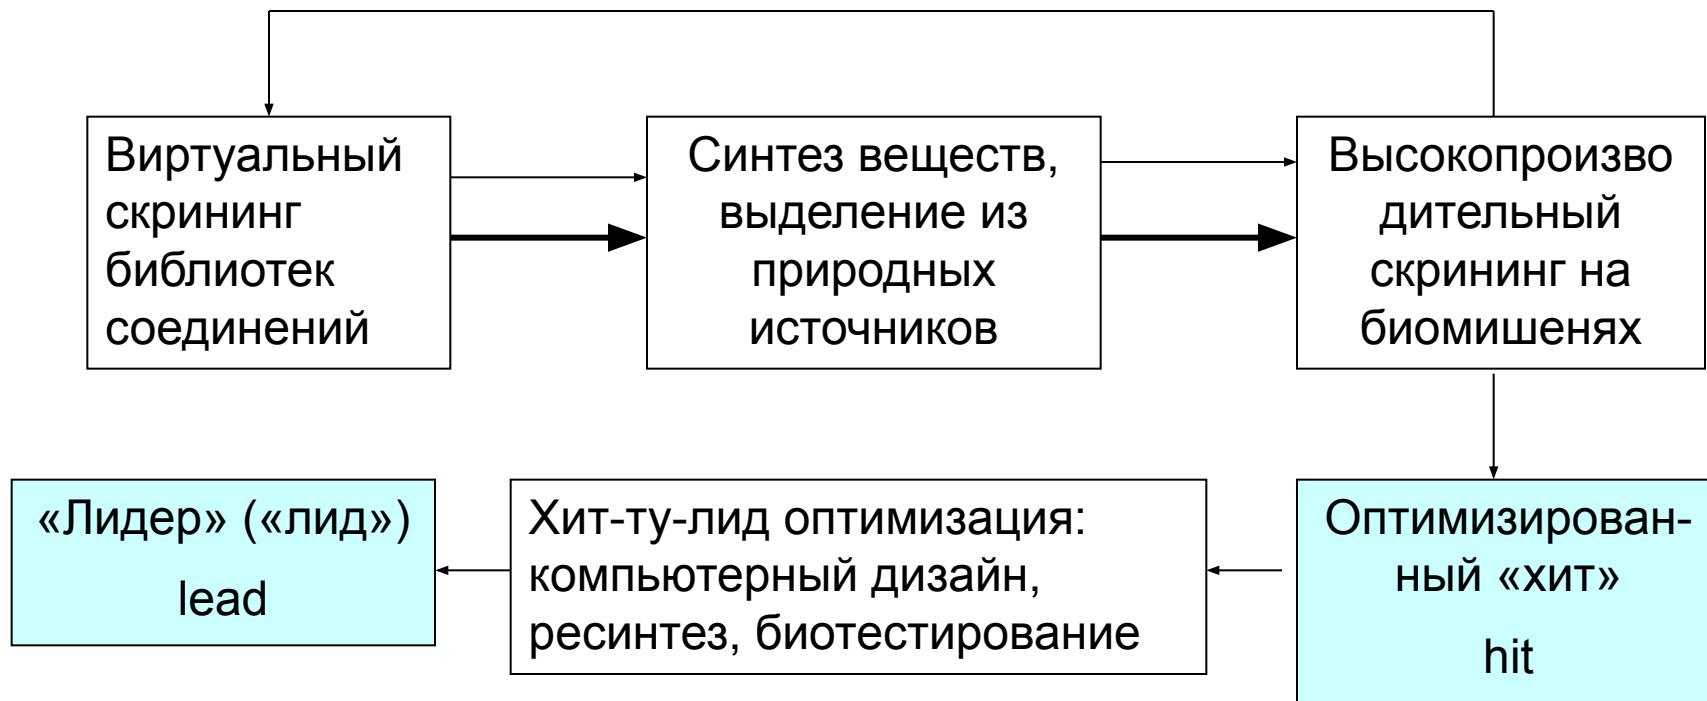 Виртуальный
скрининг
библиотек
соединений
Синтез веществ,
выделение из
природных
источников
Высокопроизво
дительный
скрининг на
биомишенях
«Лидер» («лид»)
lead
Хит-ту-лид оптимизация:
компьютерный дизайн,
ресинтез, биотестирование
Оптимизирован-
ный «хит»
hit